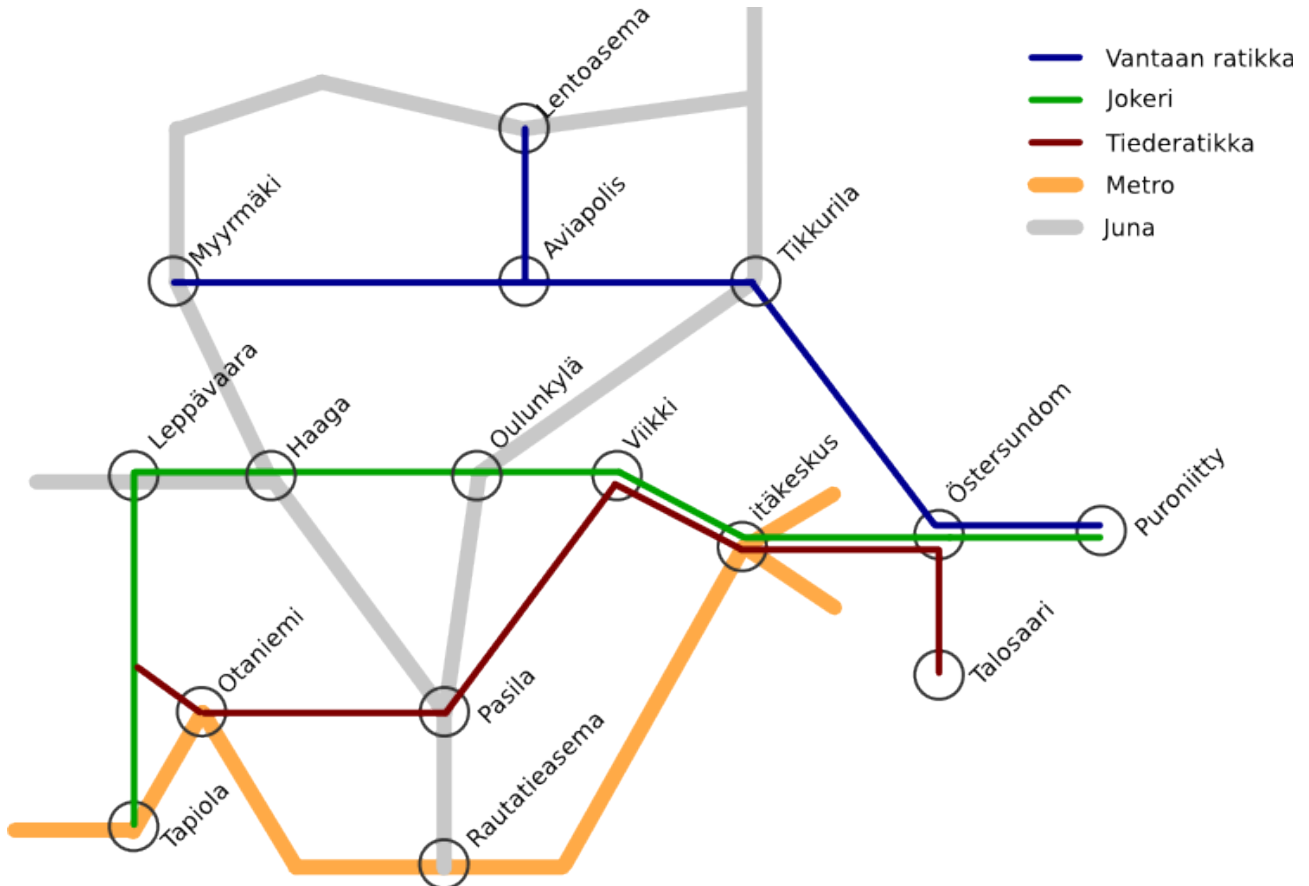 Lentoasema
Vantaan ratikka
Jokeri
Tiederatikka
Metro
Juna
Myyrmäki
Aviapolis
Tikkurila
Leppävaara
Haaga
Oulunkylä
Viikki
itäkeskus
Östersundom
Puroniitty
Otaniemi
Pasila
Talosaari
Tapiola
Rautatieasema